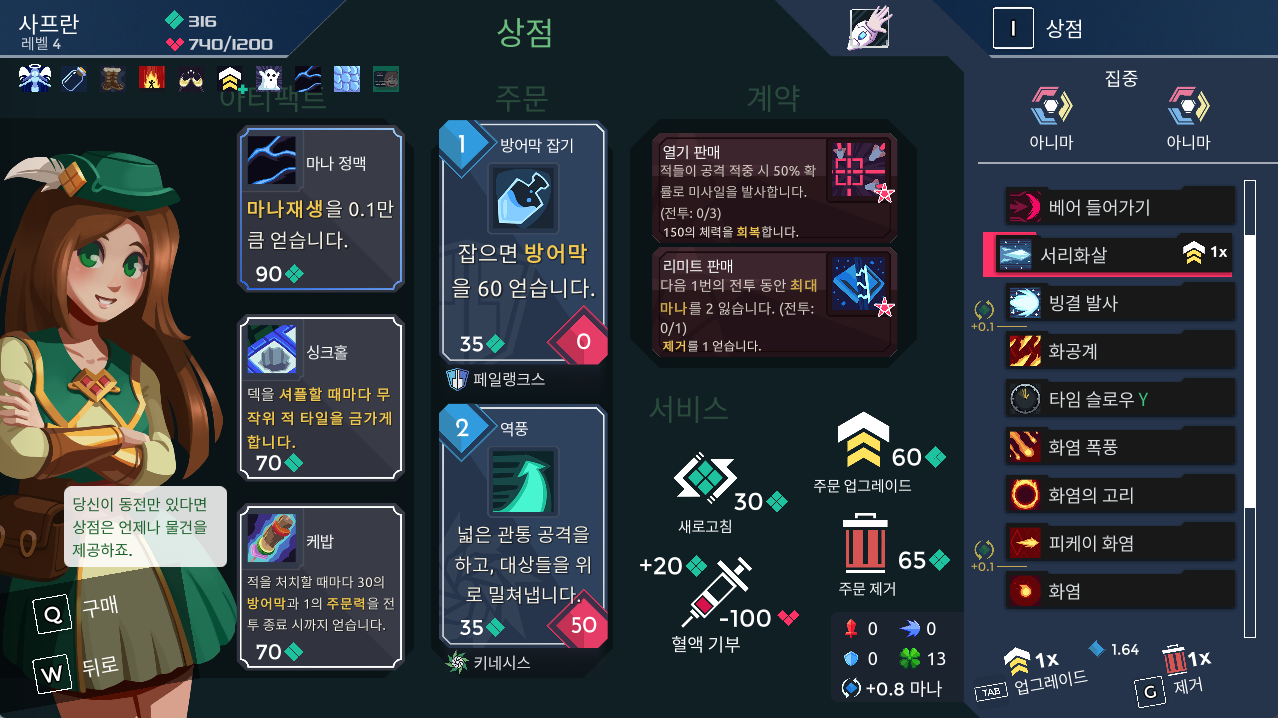 사프란
레벨 4
316
740/1200
상점
I
상점
아티팩트
주문
계약
마나 정맥
마나재생을 0.1만
큼 얻습니다.
90
싱크홀
덱을 셔플할 때마다 무
작위 적 타일을 금가게
합니다.
70
케밥
적을 처치할 때마다 30의
방어막과 1의 주문력을 전
투 종료 시까지 얻습니다.
70
1
방어막 잡기
잡으면 방어막
을 60 얻습니다.
35
0
페일랭크스
2
역풍
넓은 관통 공격을
하고, 대상들을 위
로 밀쳐냅니다.
35
50
키네시스
열기 판매
적들이 공격 적중 시 50% 확
률로 미사일을 발사합니다.
(전투: 0/3)
150의 체력을 회복합니다.
리미트 판매
다음 1번의 전투 동안 최대
마나를 2 잃습니다. (전투:
0/1)
제거를 1 얻습니다.
서비스
30
새로고침
60
주문 업그레이드
+20
-100
혈액 기부
65
주문 제거
0
0
0
13
+0.8 마나
당신이 동전만 있다면
상점은 언제나 물건을
제공하죠.
Q 구매
W 뒤로
집중
아니마
아니마
베어 들어가기
서리화살
1x
빙결 발사
+0.1
화공계
타임 슬로우 Y
화염 폭풍
화염의 고리
피케이 화염
+0.1
화염
1x
TAB 업그레이드
1.64
1x
G 제거